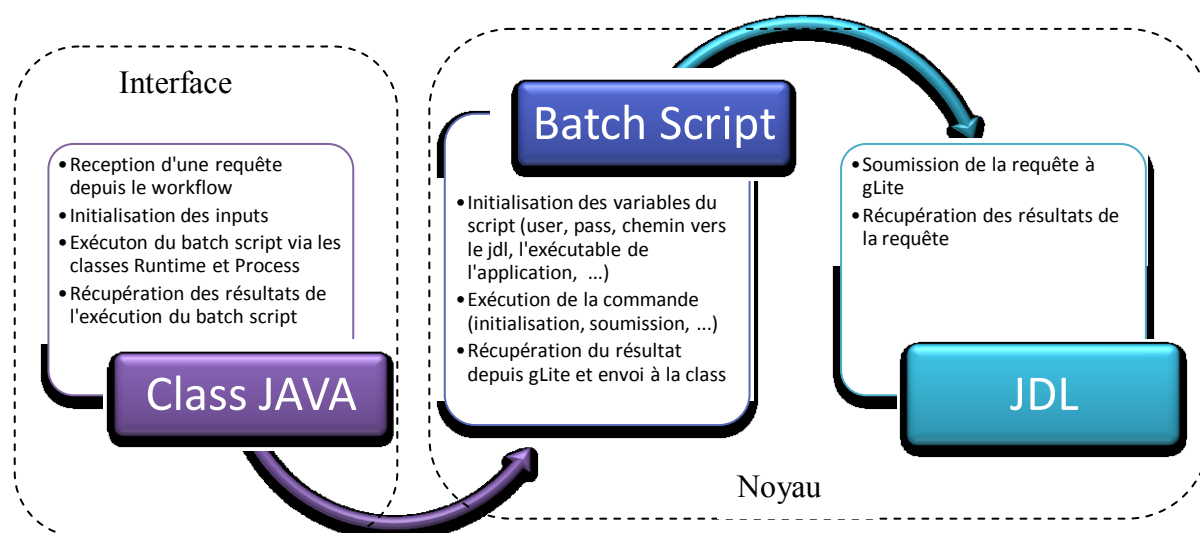 Interface
• Reception d'une requête
depuis le workflow
• Initialisation des inputs
• Exécuton du batch script via les
classes Runtime et Process
• Récupération des résultats de
l'exécution du batch script
Class JAVA
Batch Script
• Initialisation des variables du
script (user, pass, chemin vers
le jdl, l'exécutable de
l'application, ...)
• Exécution de la commande
(initialisation, soumission, ...)
• Récupération du résultat
depuis gLite et envoi à la class
• Soumission de la requête à
gLite
• Récupération des résultats de
la requête
JDL
Noyau